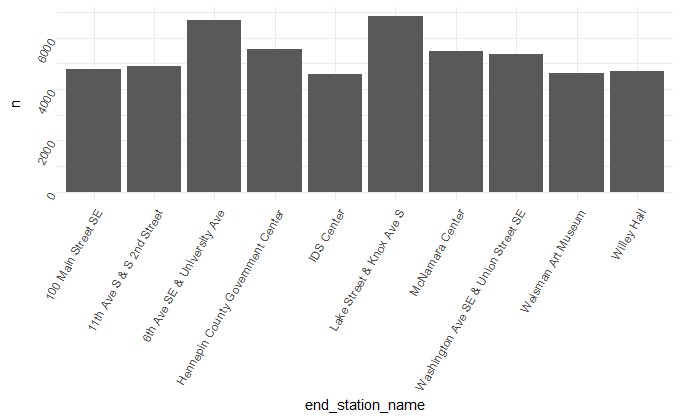 n
6000
4000
2000
0
100 Main Street SE
11th Ave S & S 2nd Street
6th Ave SE & University Ave
Hennepin County Government Center
IDS Center
Lake Street & Knox Ave S
McNamara Center
Washington Ave SE & Union Street SE
Weisman Art Museum
Willey Hall
end_station_name